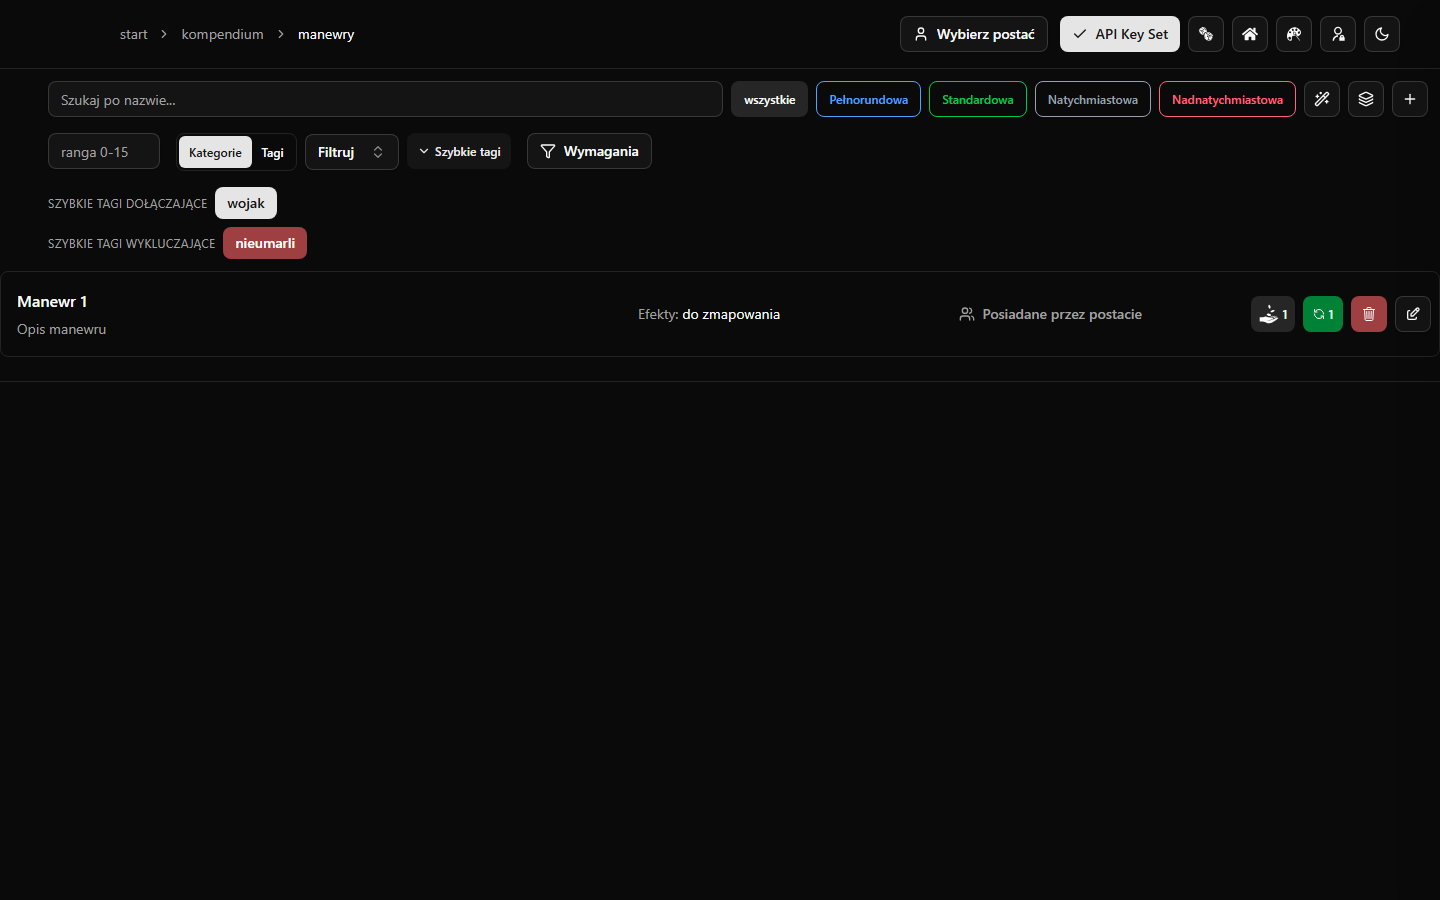 start > kompendium > manewry
Wybierz postać
API Key Set
Szukaj po nazwie...
wszystkie
Pełnorundowa
Standardowa
Natychmiastowa
Nadnatychmiastowa
ranga 0-15
Kategorie
Tagi
Filtruj
Szybkie tagi
Wymagania
SZYBKIE TAGI DOŁĄCZAJĄCE
wojak
SZYBKIE TAGI WYKLUCZAJĄCE
nieumarli
Manewr 1
Opis manewru
Efekty: do zmapowania
Posiadane przez postacie
1
1